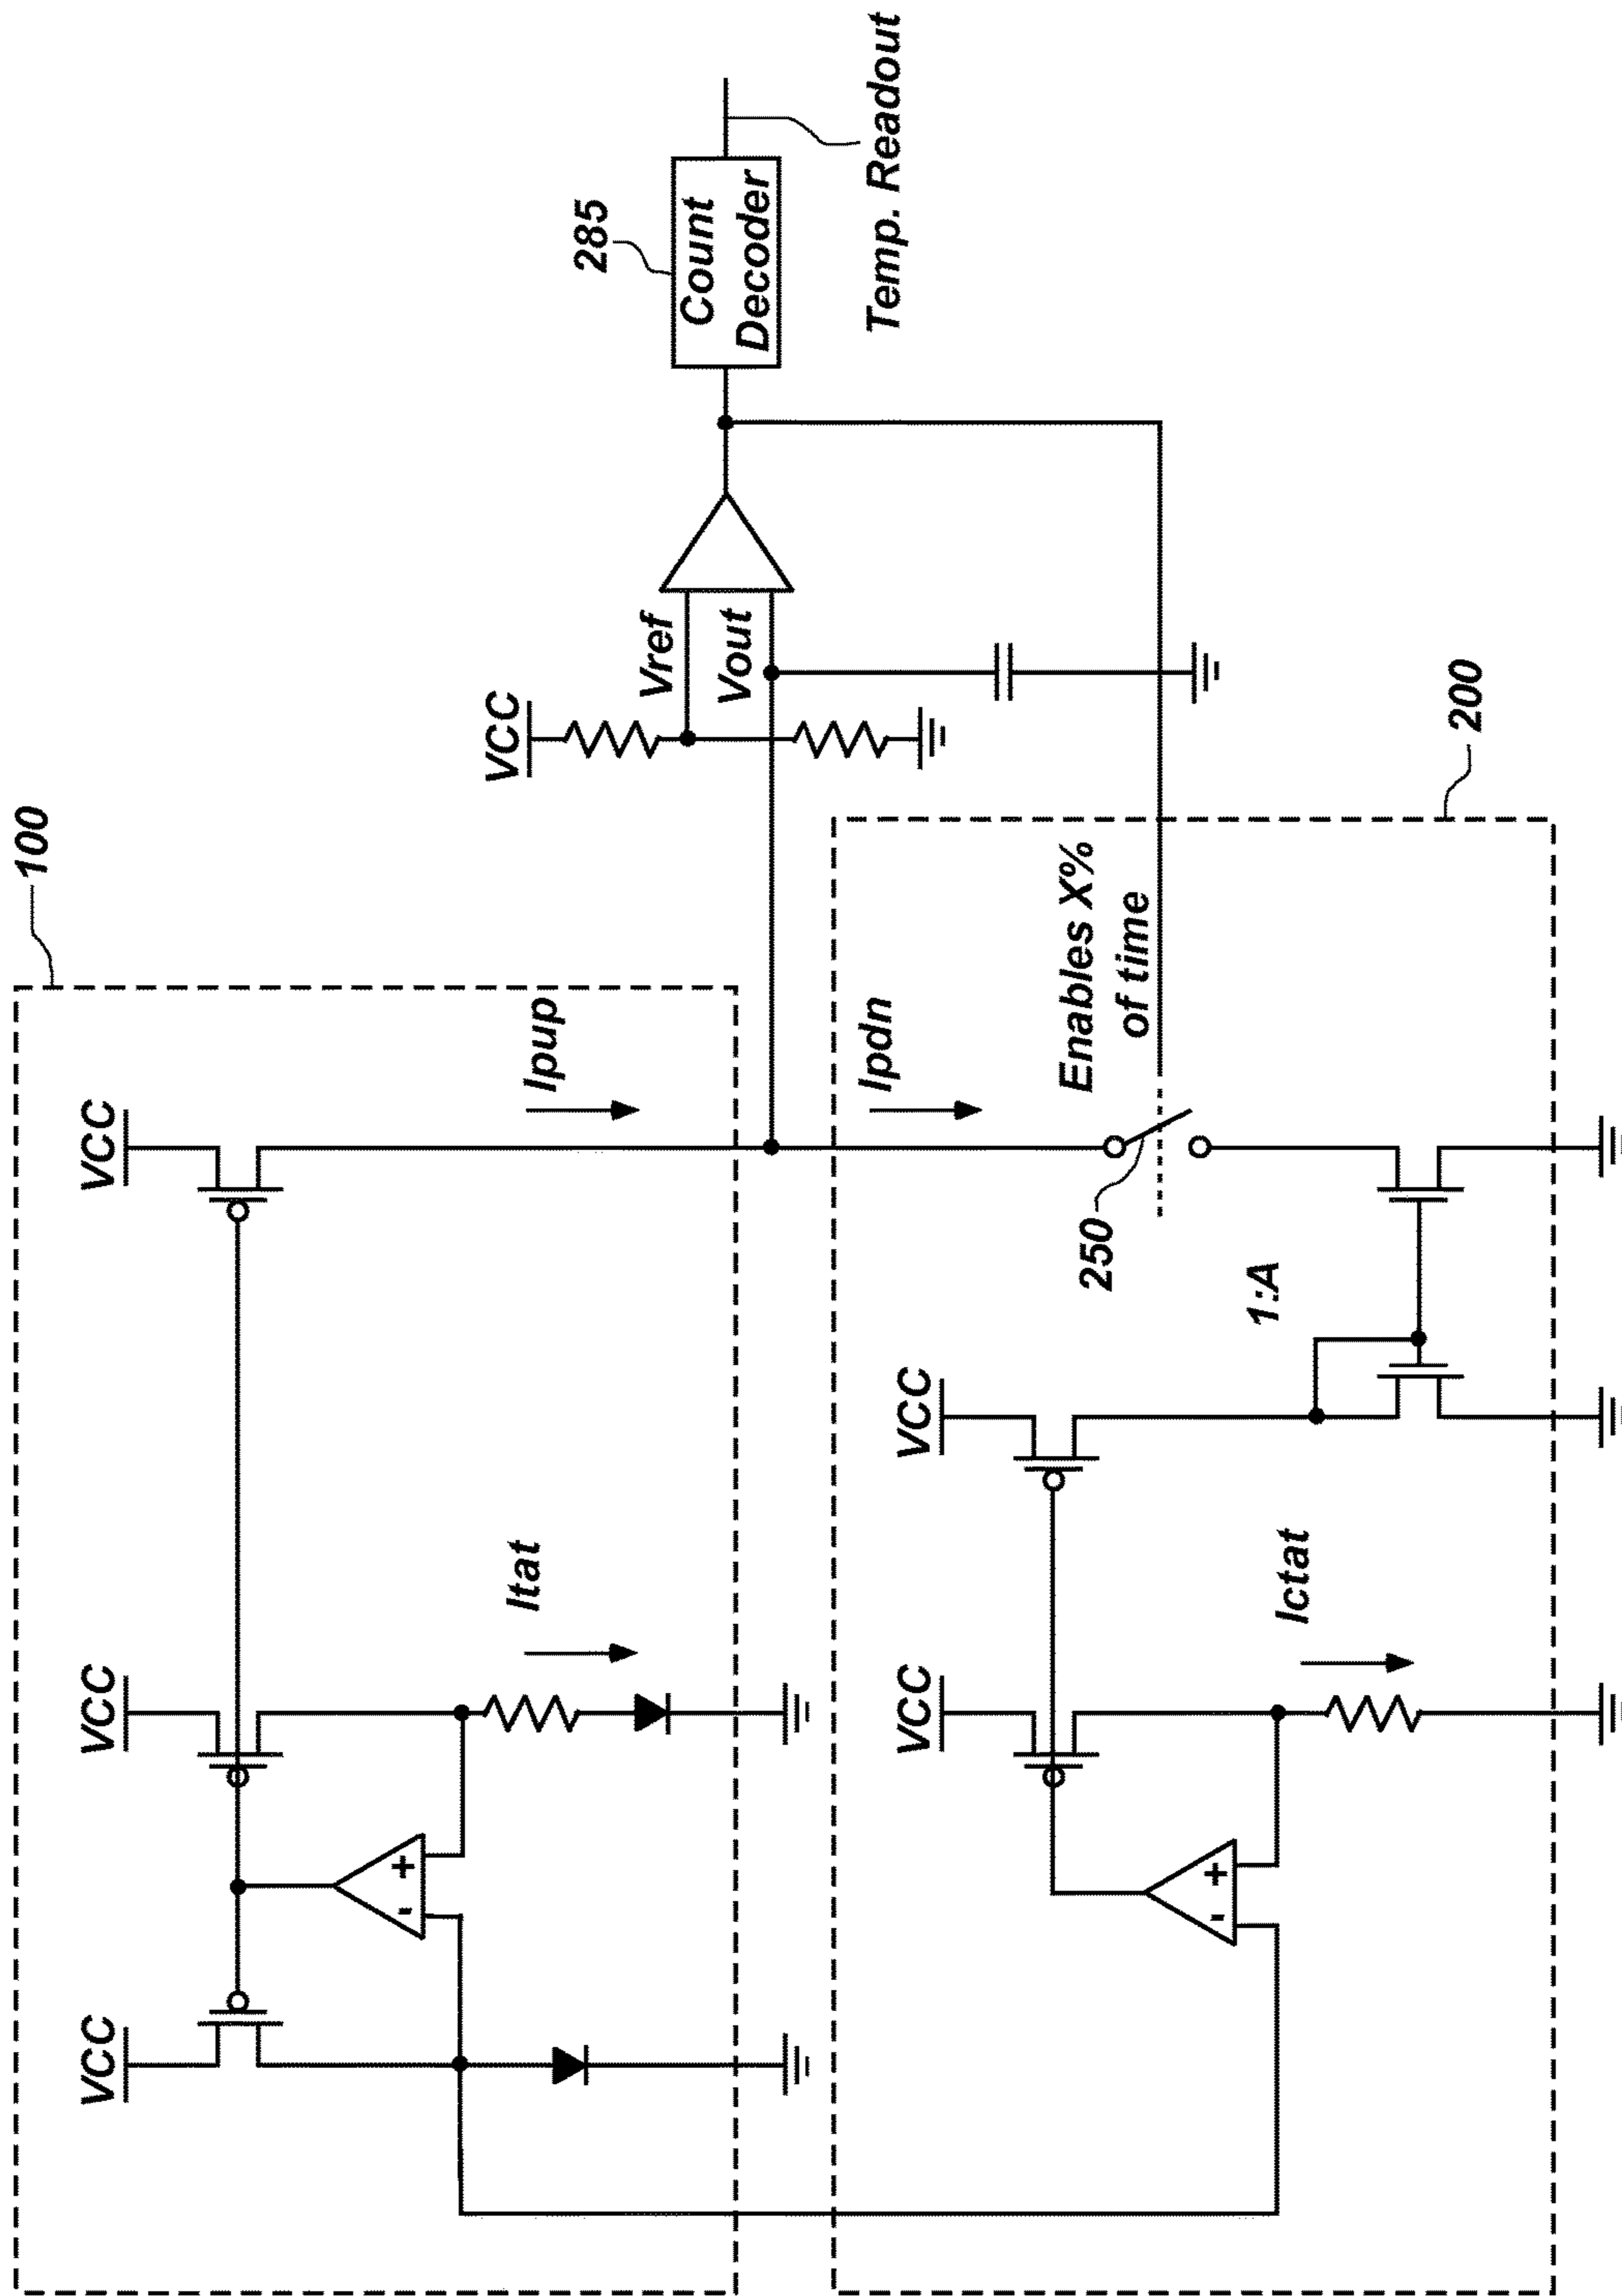 100
VCC
VCC
VCC
Itat
Ipup
200
VCC
VCC
Ictat
1:A
250
Ipdn
Enables X%
of time
VCC
Vref
Vout
285
Count
Decoder
Temp. Readout
-
+
-
+